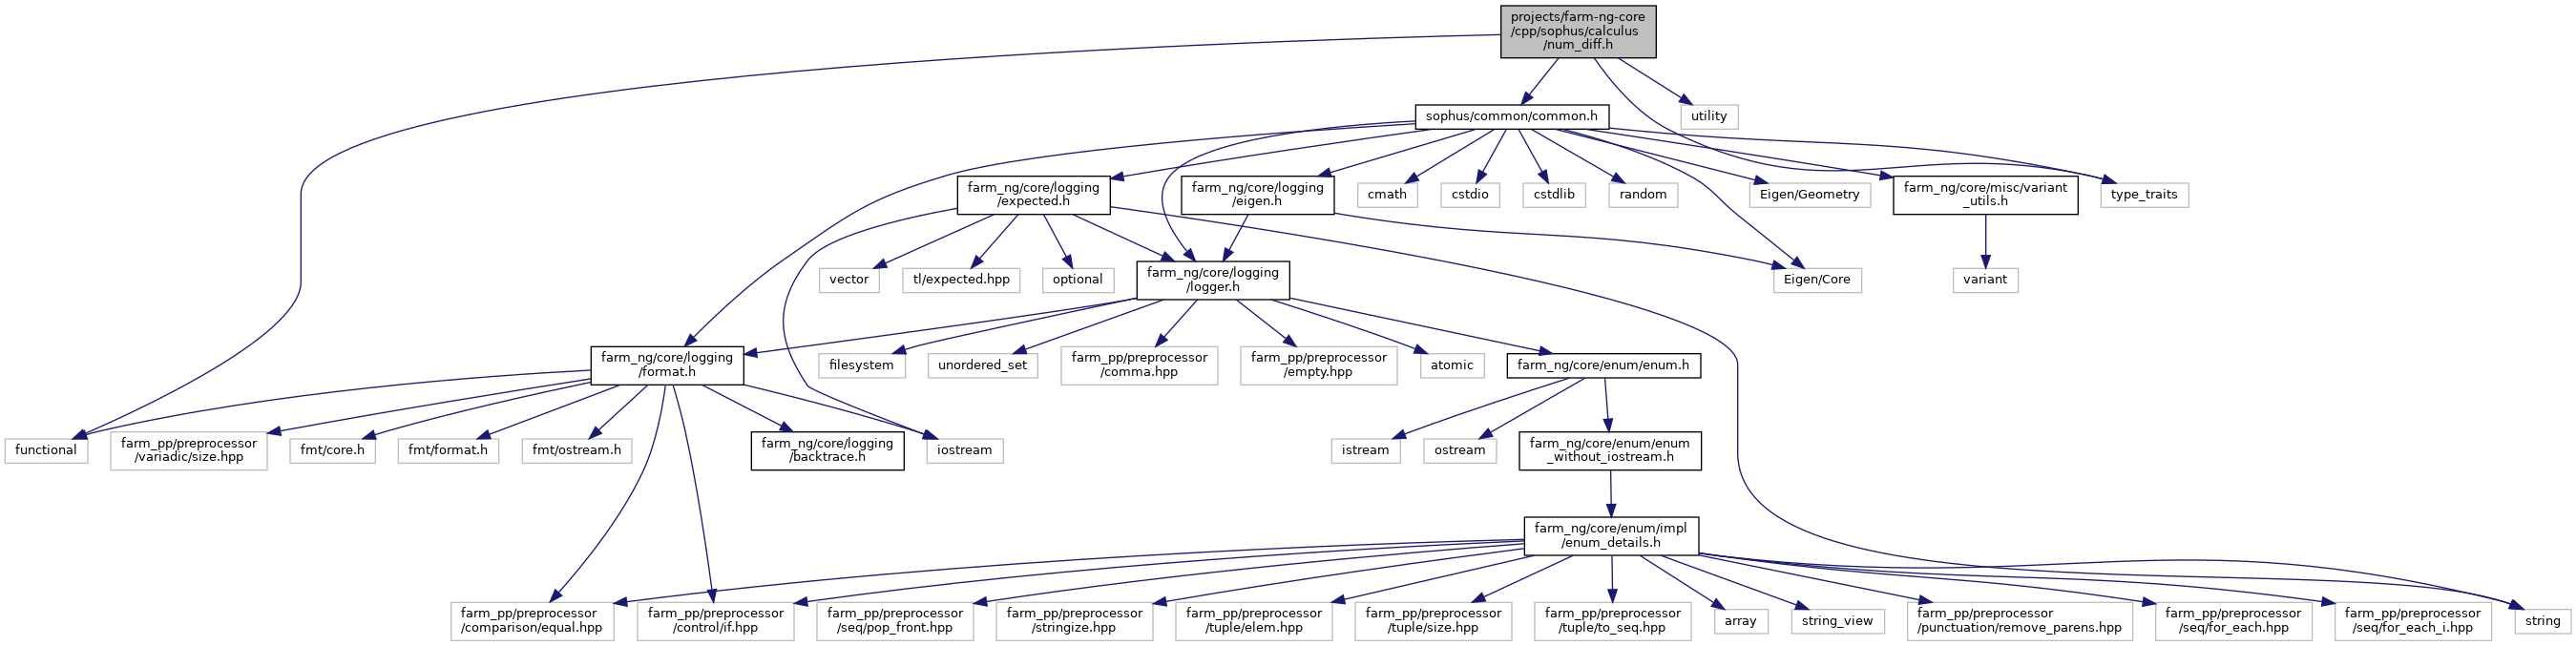 projects/farm-ng-core
/cpp/sophus/calculus
/num_diff.h
sophus/common/common.h
utility
farm_ng/core/logging
/expected.h
farm_ng/core/logging
/eigen.h
cmath
cstdio
cstdlib
random
Eigen/Geometry
farm_ng/core/misc/variant
_utils.h
type_traits
vector
tl/expected.hpp
optional
farm_ng/core/logging
/logger.h
Eigen/Core
variant
farm_ng/core/logging
/format.h
filesystem
unordered_set
farm_pp/preprocessor
/comma.hpp
farm_pp/preprocessor
/empty.hpp
atomic
farm_ng/core/enum/enum.h
functional
farm_pp/preprocessor
/variadic/size.hpp
fmt/core.h
fmt/format.h
fmt/ostream.h
farm_ng/core/logging
/backtrace.h
iostream
istream
ostream
farm_ng/core/enum/enum
_without_iostream.h
farm_ng/core/enum/impl
/enum_details.h
farm_pp/preprocessor
/comparison/equal.hpp
farm_pp/preprocessor
/control/if.hpp
farm_pp/preprocessor
/seq/pop_front.hpp
farm_pp/preprocessor
/stringize.hpp
farm_pp/preprocessor
/tuple/elem.hpp
farm_pp/preprocessor
/tuple/size.hpp
farm_pp/preprocessor
/tuple/to_seq.hpp
array
string_view
farm_pp/preprocessor
/punctuation/remove_parens.hpp
farm_pp/preprocessor
/seq/for_each.hpp
farm_pp/preprocessor
/seq/for_each_i.hpp
string